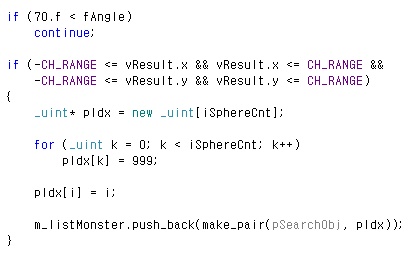 if (70.f < fAngle)
    continue;

if (-CH_RANGE <= vResult.x && vResult.x <= CH_RANGE &&
    -CH_RANGE <= vResult.y && vResult.y <= CH_RANGE)
{
    _uint* pIdx = new _uint[iSphereCnt];

    for (_uint k = 0; k < iSphereCnt; k++)
        pIdx[k] = 999;

    pIdx[i] = i;

    m_listMonster.push_back(make_pair(pSearchObj, pIdx));
}